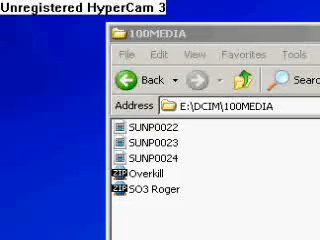 Unregistered HyperCam 3
100MEDIA
File Edit View Favorites Tools
Back Searc
Address E:\DCIM\100MEDIA
SUNP0022
SUNP0023
SUNP0024
ZIP Overkill
ZIP SO3 Roger